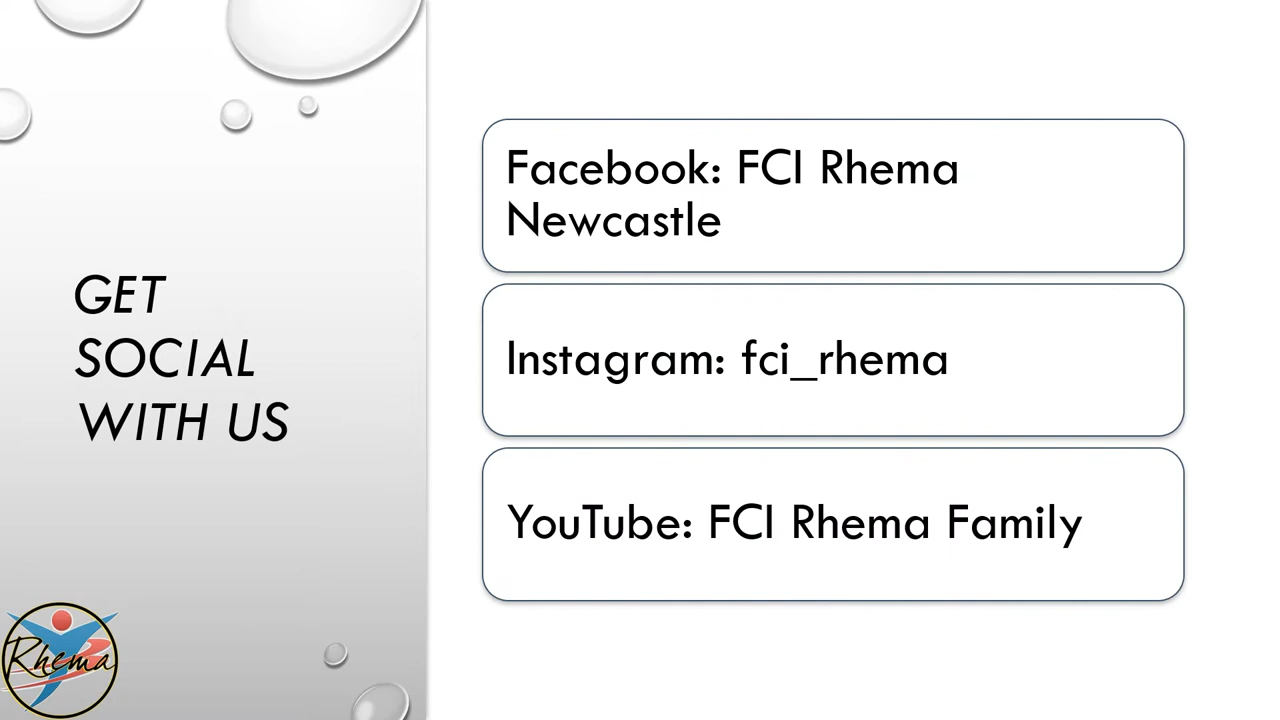 GET
SOCIAL
WITH US
Facebook: FCI Rhema
Newcastle
Instagram: fci_rhema
YouTube: FCI Rhema Family
Rhema